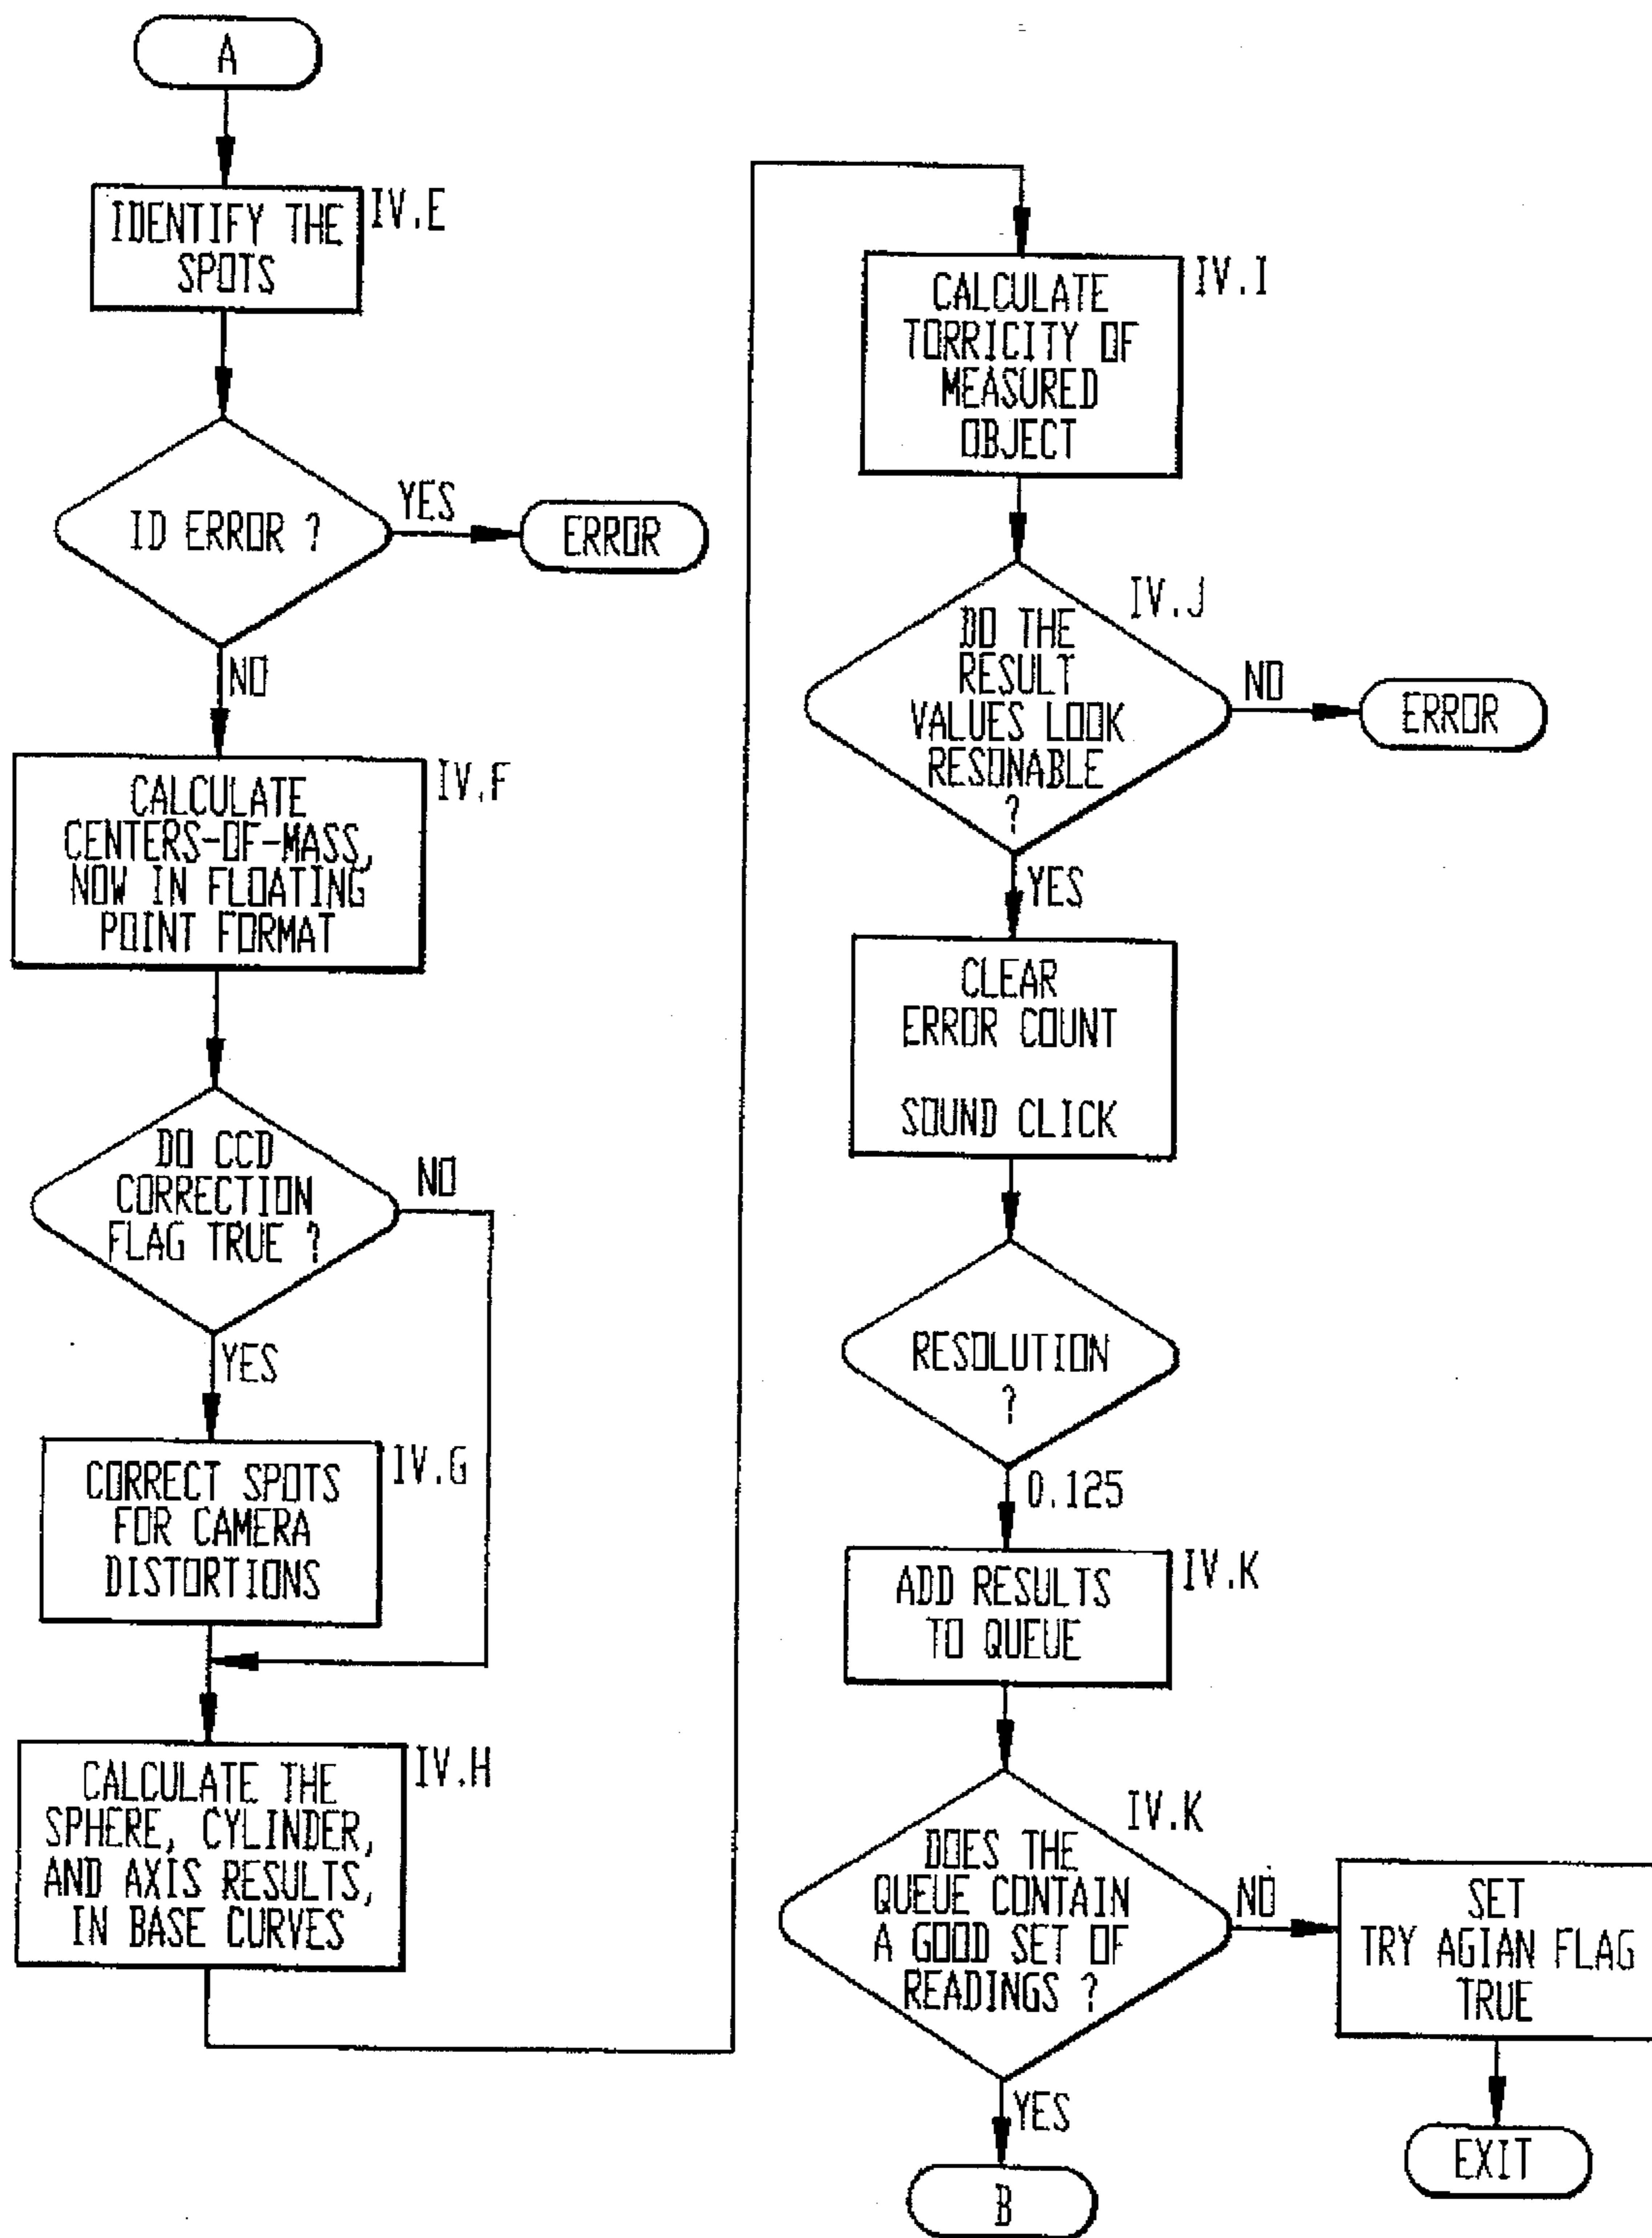 A
IDENTIFY THE
SPOTS
IV.E
ID ERROR ?
YES
ERROR
NO
CALCULATE
CENTERS-OF-MASS,
NOW IN FLOATING
POINT FORMAT
IV.F
DO CCD
CORRECTION
FLAG TRUE ?
NO
YES
CORRECT SPOTS
FOR CAMERA
DISTORTIONS
IV.G
CALCULATE THE
SPHERE, CYLINDER,
AND AXIS RESULTS,
IN BASE CURVES
IV.H
CALCULATE
TORRICITY OF
MEASURED
OBJECT
IV.I
DO THE
RESULT
VALUES LOOK
RESONABLE
?
IV.J
NO
ERROR
YES
CLEAR
ERROR COUNT
SOUND CLICK
RESOLUTION
?
0.125
ADD RESULTS
TO QUEUE
IV.K
DOES THE
QUEUE CONTAIN
A GOOD SET OF
READINGS ?
IV.K
NO
SET
TRY AGIAN FLAG
TRUE
EXIT
YES
B